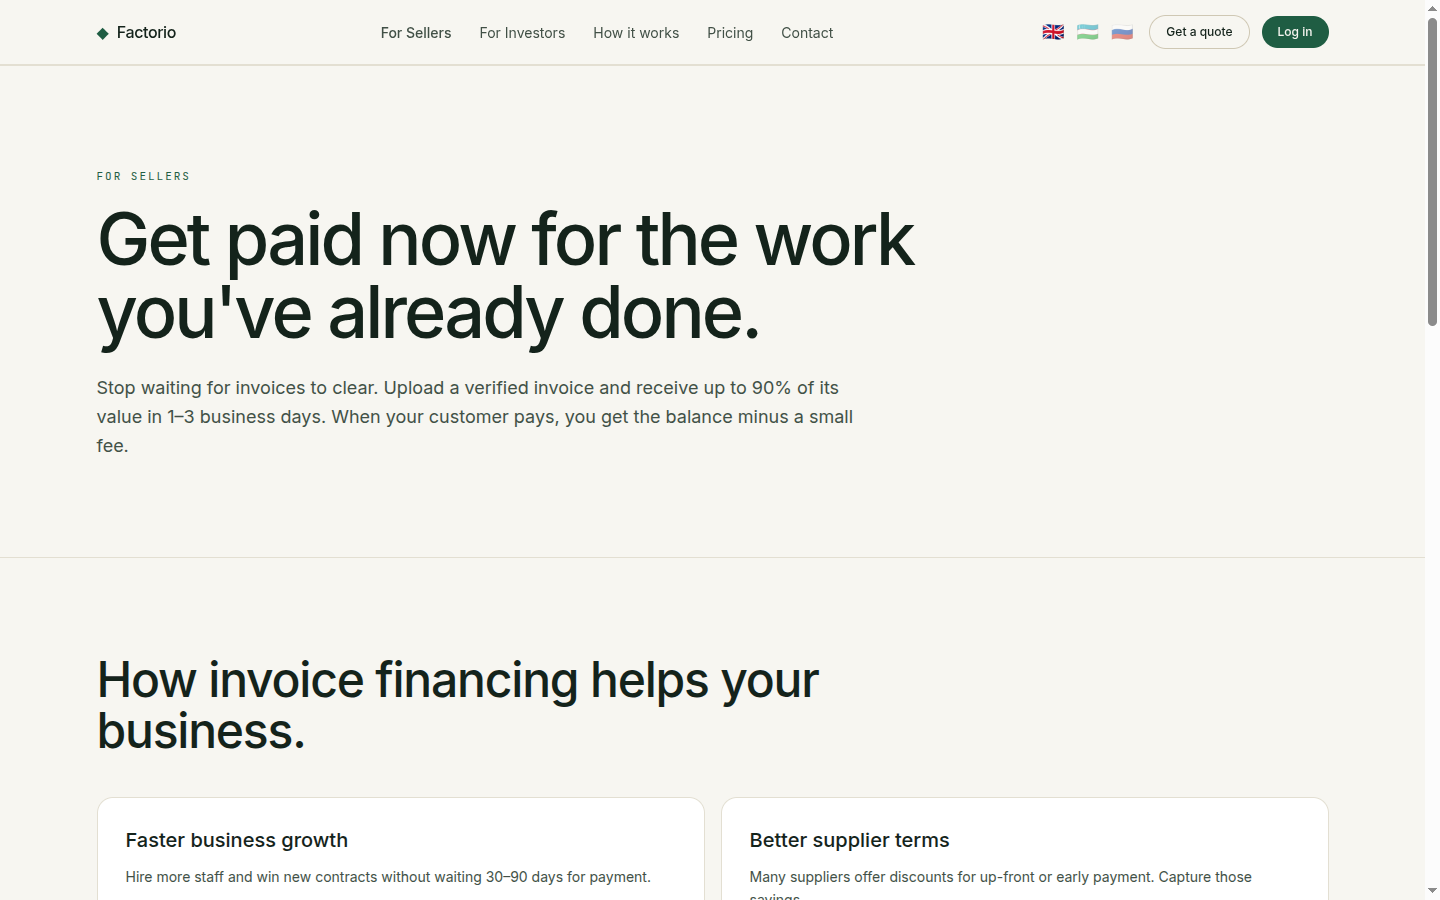 Factorio
For Sellers
For Investors
How it works
Pricing
Contact
Get a quote
Log in
FOR SELLERS
Get paid now for the work
you've already done.
Stop waiting for invoices to clear. Upload a verified invoice and receive up to 90% of its
value in 1–3 business days. When your customer pays, you get the balance minus a small
fee.
How invoice financing helps your
business.
Faster business growth
Hire more staff and win new contracts without waiting 30–90 days for payment.
Better supplier terms
Many suppliers offer discounts for up-front or early payment. Capture those
savings.